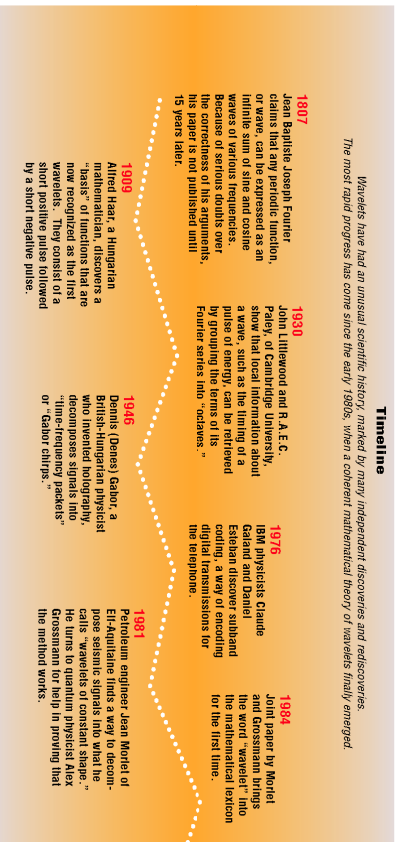 Timeline
Wavelets have had an unusual scientific history, marked by many independent discoveries and rediscoveries.
The most rapid progress has come since the early 1980s, when a coherent mathematical theory of wavelets finally emerged.
1807
Jean Baptiste Joseph Fourier
claims that any periodic function,
or wave, can be expressed as an
infinite sum of sine and cosine
waves of various frequencies.
Because of serious doubts over
the correctness of his arguments,
his paper is not published until
15 years later.
1909
Alfred Haar, a Hungarian
mathematician, discovers a
“basis” of functions that are
now recognized as the first
wavelets. They consist of a
short positive pulse followed
by a short negative pulse.
1930
John Littlewood and R.A.E.C.
Paley, of Cambridge University,
show that local information about
a wave, such as the timing of a
pulse of energy, can be retrieved
by grouping the terms of its
Fourier series into “octaves.”
1946
Dennis (Denes) Gabor, a
British-Hungarian physicist
who invented holography,
decomposes signals into
“time-frequency packets”
or “Gabor chirps.”
1976
IBM physicists Claude
Galand and Daniel
Esteban discover subband
coding, a way of encoding
digital transmissions for
the telephone.
1981
Petroleum engineer Jean Morlet of
Elf-Aquitaine finds a way to decom-
pose seismic signals into what he
calls “wavelets of constant shape.”
He turns to quantum physicist Alex
Grossmann for help in proving that
the method works.
1984
Joint paper by Morlet
and Grossmann brings
the word “wavelet” into
the mathematical lexicon
for the first time.